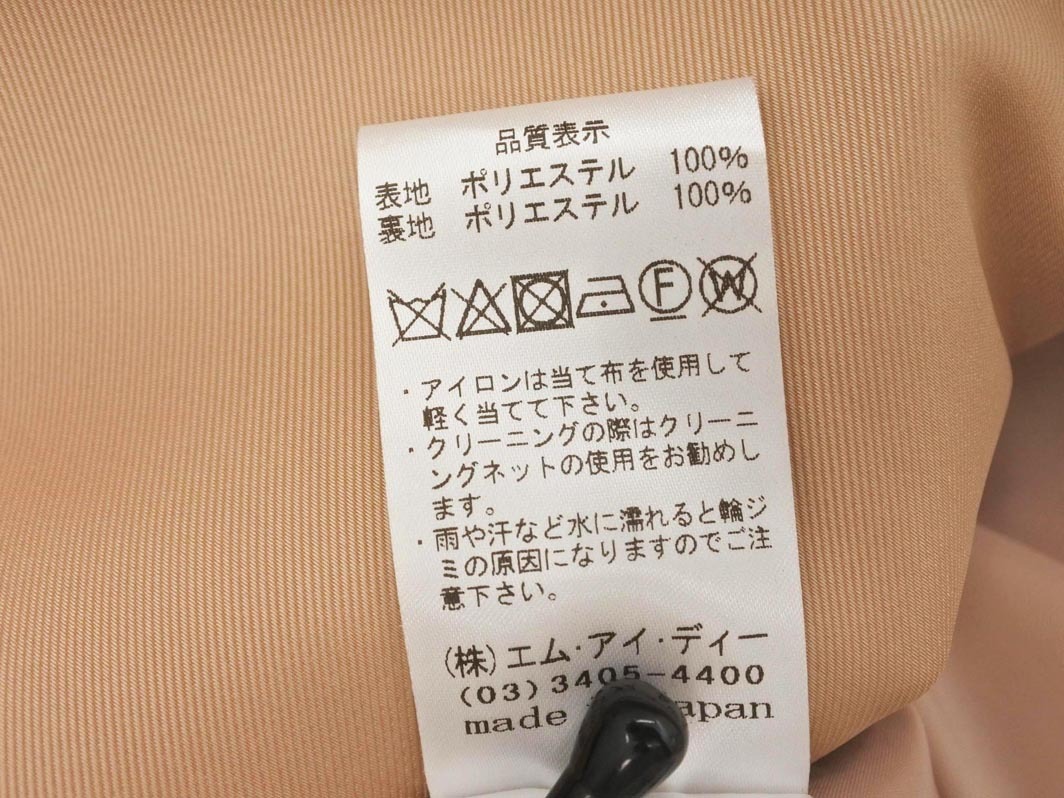 品質表示
表地 ポリエステル 100%
裏地 ポリエステル 100%
F W
・アイロンは当て布を使用して
軽く当てて下さい。
・クリーニングの際はクリーニ
ングネットの使用をお勧めし
ます。
・雨や汗など水に濡れると輪ジ
ミの原因になりますのでご注
意下さい。
(株)エム・アイ・ディー
(03)3405-4400
made